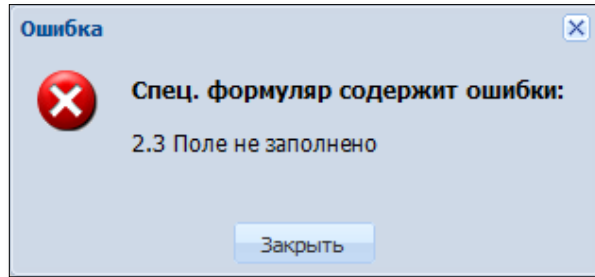 Ошибка
Спец. формуляр содержит ошибки:
2.3 Поле не заполнено
Закрыть